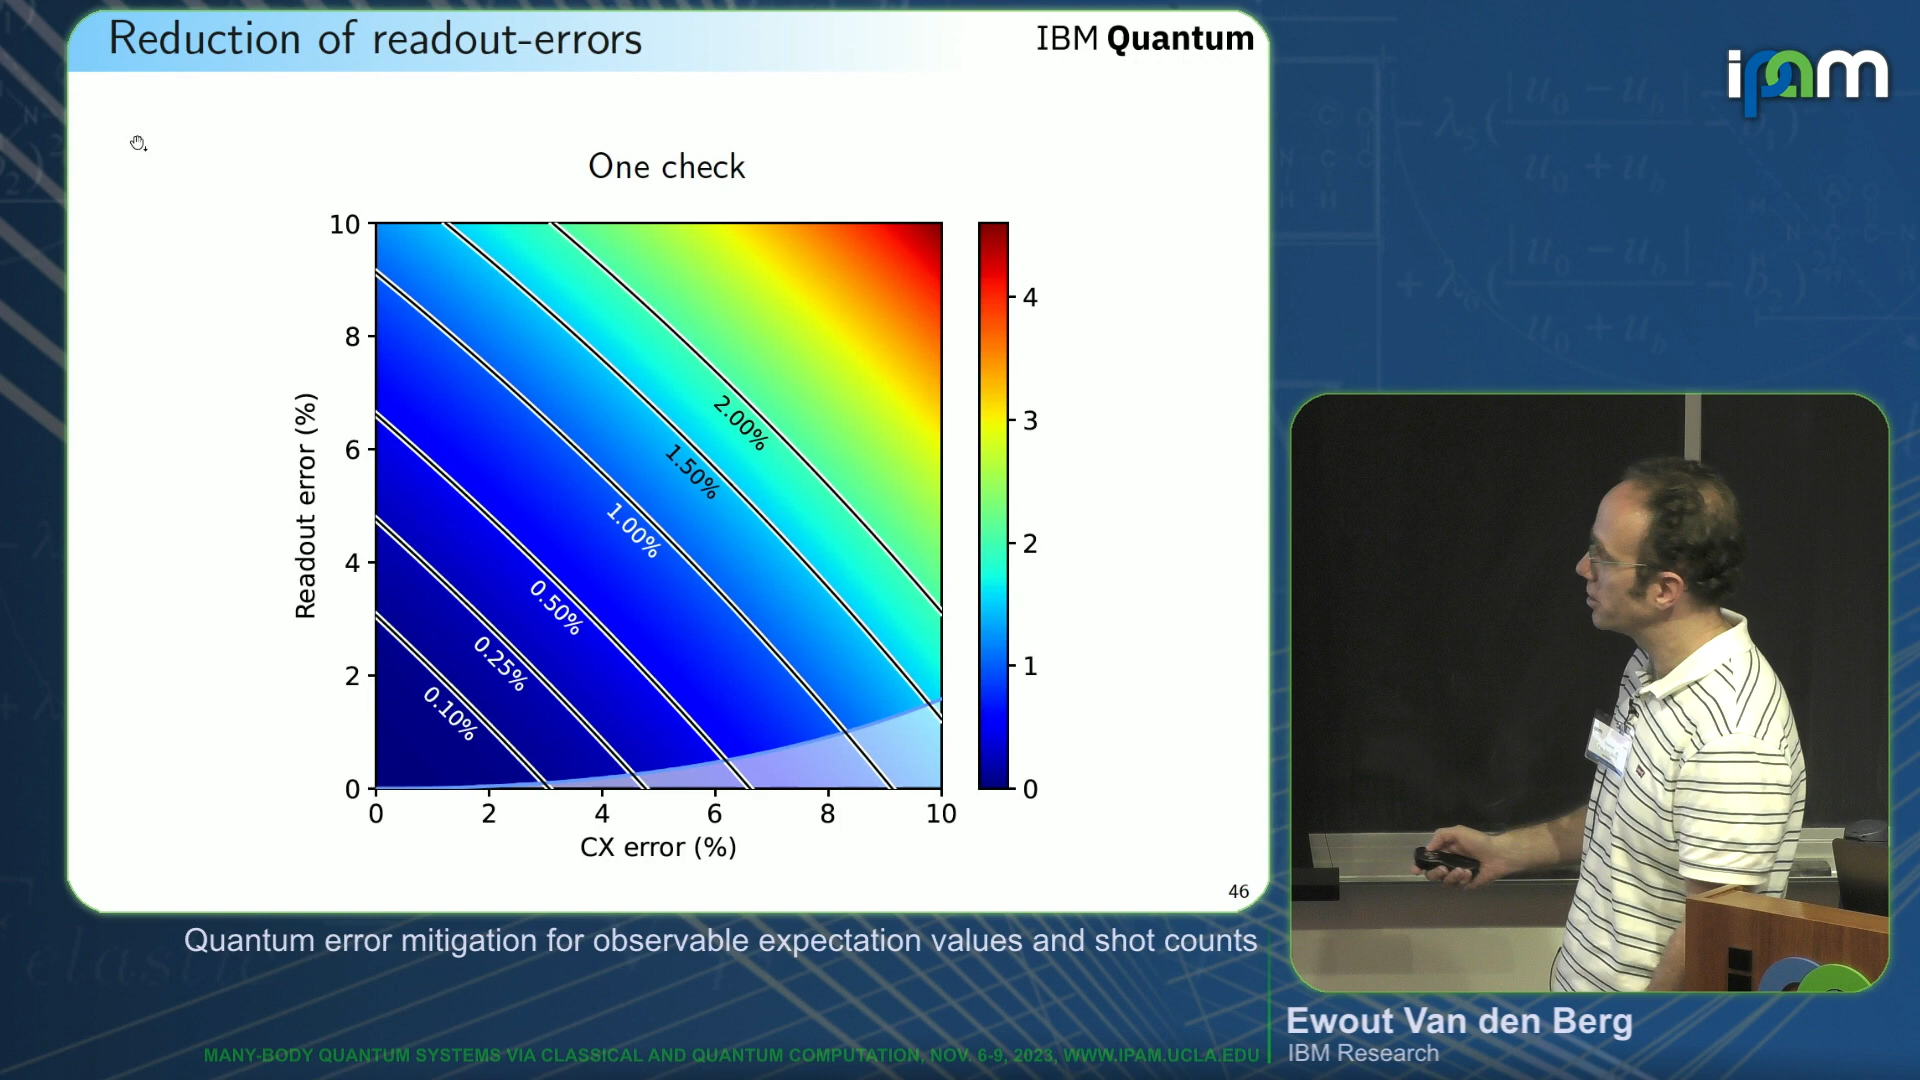 Reduction of readout-errors
IBM Quantum
ipam
One check
10
8
6
4
2
0
Readout error (%)
2.00%
1.50%
1.00%
0.50%
0.25%
0.10%
0 2 4 6 8 10
CX error (%)
4
3
2
1
0
46
Quantum error mitigation for observable expectation values and shot counts
Ewout Van den Berg
IBM Research
MANY-BODY QUANTUM SYSTEMS VIA CLASSICAL AND QUANTUM COMPUTATION, NOV. 6-9, 2023, WWW.IPAM.UCLA.EDU